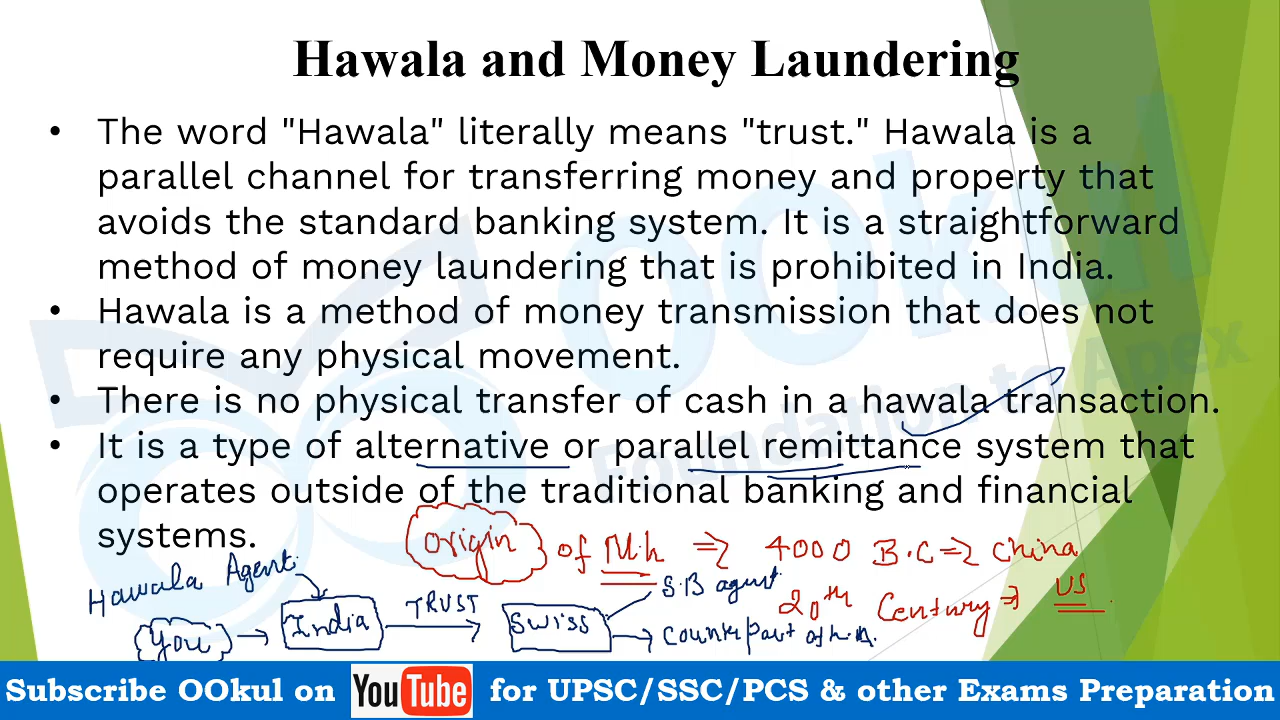 Hawala and Money Laundering
• The word "Hawala" literally means "trust." Hawala is a
parallel channel for transferring money and property that
avoids the standard banking system. It is a straightforward
method of money laundering that is prohibited in India.
• Hawala is a method of money transmission that does not
require any physical movement.
• There is no physical transfer of cash in a hawala transaction.
• It is a type of alternative or parallel remittance system that
operates outside of the traditional banking and financial
systems.
Origin of M.L => 4000 B.C => China
20th Century => US
Hawala Agent
You → India TRUST → Swiss
S.B agent
→ Counterpart of H.A.
OOkul
Foundation to Apex
Subscribe OOkul on YouTube for UPSC/SSC/PCS & other Exams Preparation